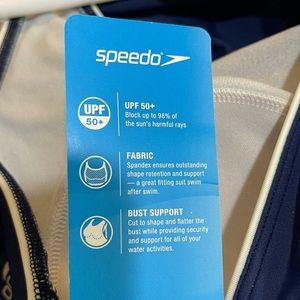 speedo
UPF
50+
UPF 50+
Block up to 98% of
the sun's harmful rays
FABRIC
Spandex ensures outstanding
shape retention and support
— a great fitting suit swim
after swim.
BUST SUPPORT
Cut to shape and flatter the
bust while providing security
and support for all of your
water activities.